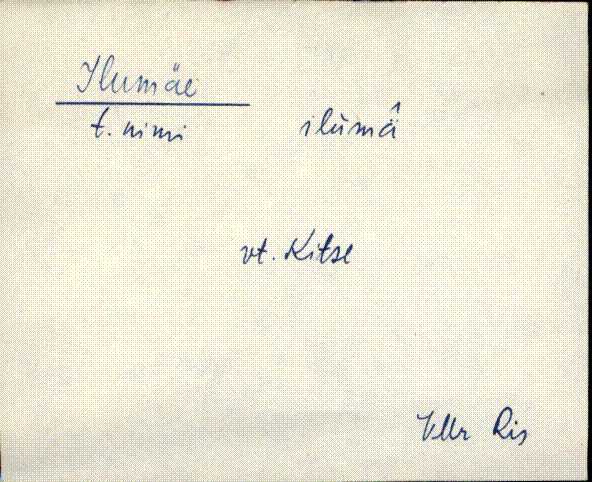 Ilumäe
t. nimi ilùmä̂
vt. Kitse
Vllr Ris